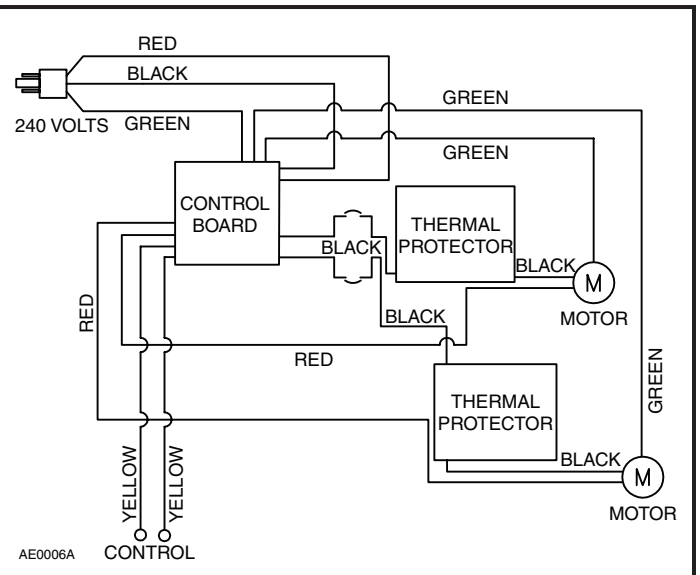 RED
BLACK
240 VOLTS
GREEN
GREEN
GREEN
CONTROL
BOARD
THERMAL
PROTECTOR
BLACK
BLACK
M
MOTOR
BLACK
RED
RED
THERMAL
PROTECTOR
GREEN
BLACK
M
MOTOR
YELLOW
YELLOW
CONTROL
AE0006A